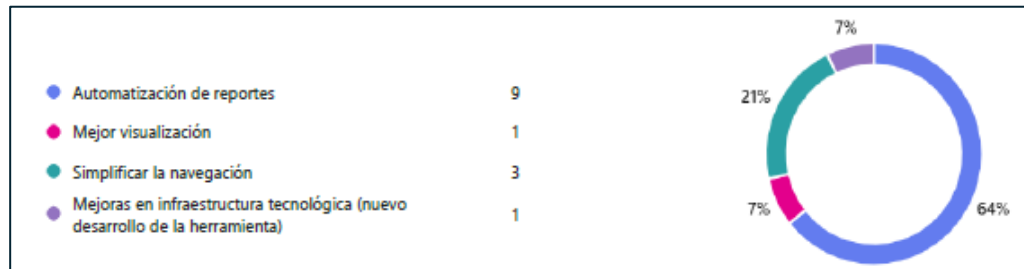 7%
Automatización de reportes 9
21%
Mejor visualización 1
Simplificar la navegación 3
Mejoras en infraestructura tecnológica (nuevo
desarrollo de la herramienta) 1
7%
64%